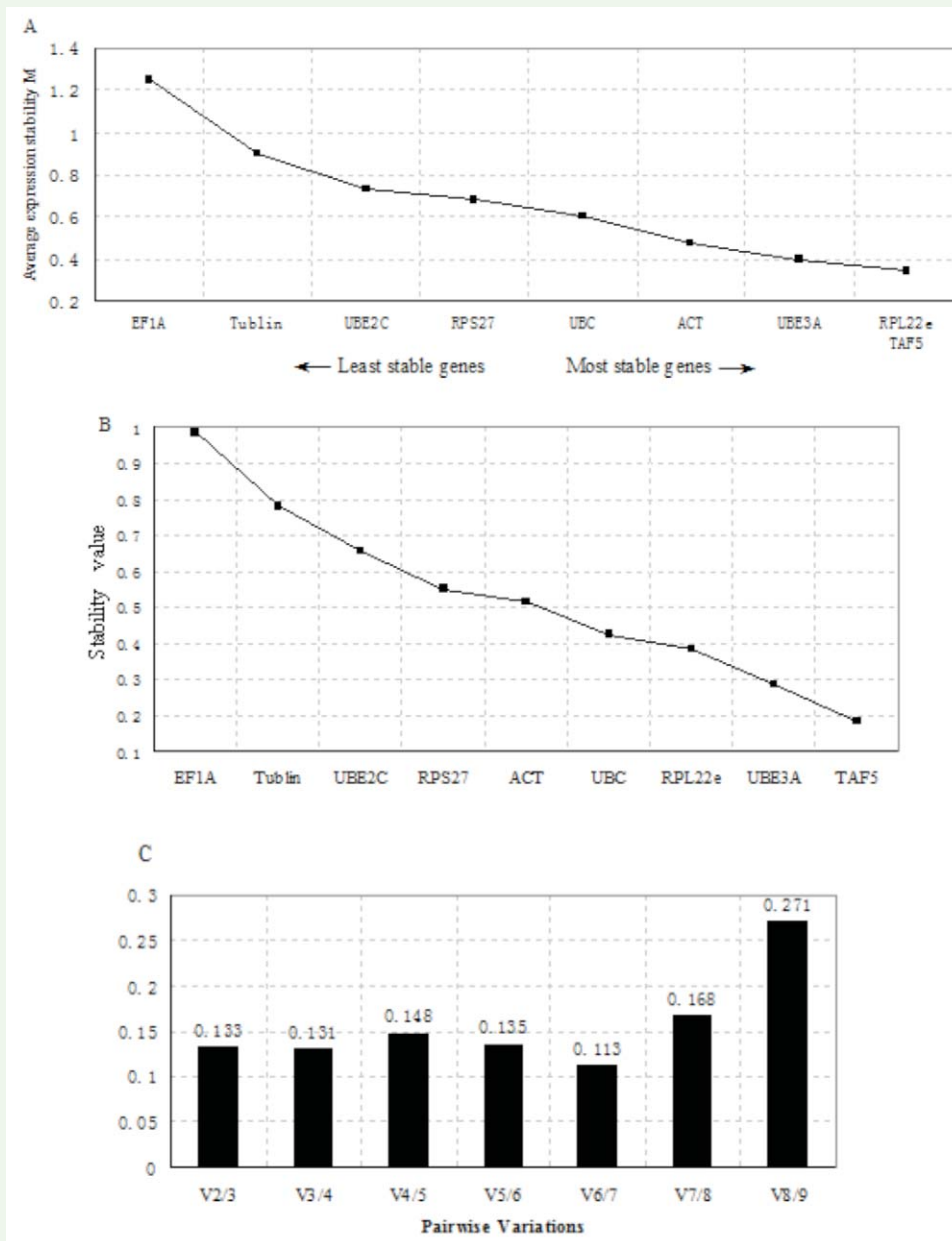 A
Average expression stability M
1.4
1.2
1
0.8
0.6
0.4
0.2
EF1A Tublin UBE2C RPS27 UBC ACT UBE3A RPL22e
TAF5
← Least stable genes Most stable genes →
B
Stability value
1
0.9
0.8
0.7
0.6
0.5
0.4
0.3
0.2
0.1
EF1A Tublin UBE2C RPS27 ACT UBC RPL22e UBE3A TAF5
C
0.3
0.25
0.2
0.15
0.1
0.05
0
0.133 0.131 0.148 0.135 0.113 0.168 0.271
V2/3 V3/4 V4/5 V5/6 V6/7 V7/8 V8/9
Pairwise Variations